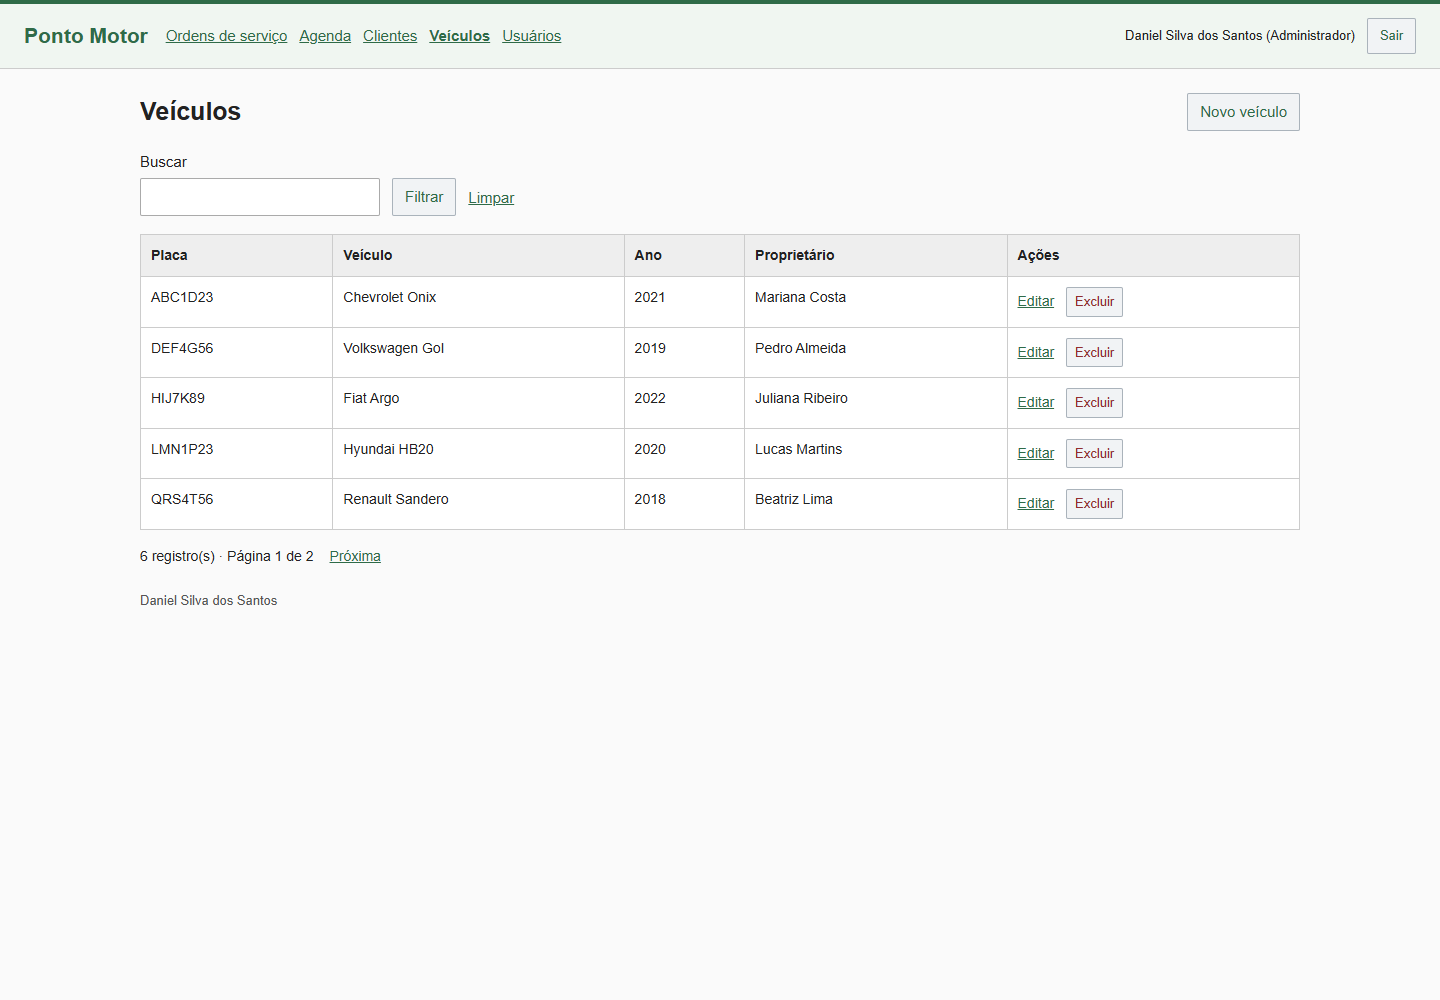 Ponto Motor Ordens de serviço Agenda Clientes Veículos Usuários Daniel Silva dos Santos (Administrador) Sair
Veículos Novo veículo
Buscar
Filtrar Limpar
Placa Veículo Ano Proprietário Ações
ABC1D23 Chevrolet Onix 2021 Mariana Costa Editar Excluir
DEF4G56 Volkswagen Gol 2019 Pedro Almeida Editar Excluir
HIJ7K89 Fiat Argo 2022 Juliana Ribeiro Editar Excluir
LMN1P23 Hyundai HB20 2020 Lucas Martins Editar Excluir
QRS4T56 Renault Sandero 2018 Beatriz Lima Editar Excluir
6 registro(s) · Página 1 de 2 Próxima
Daniel Silva dos Santos